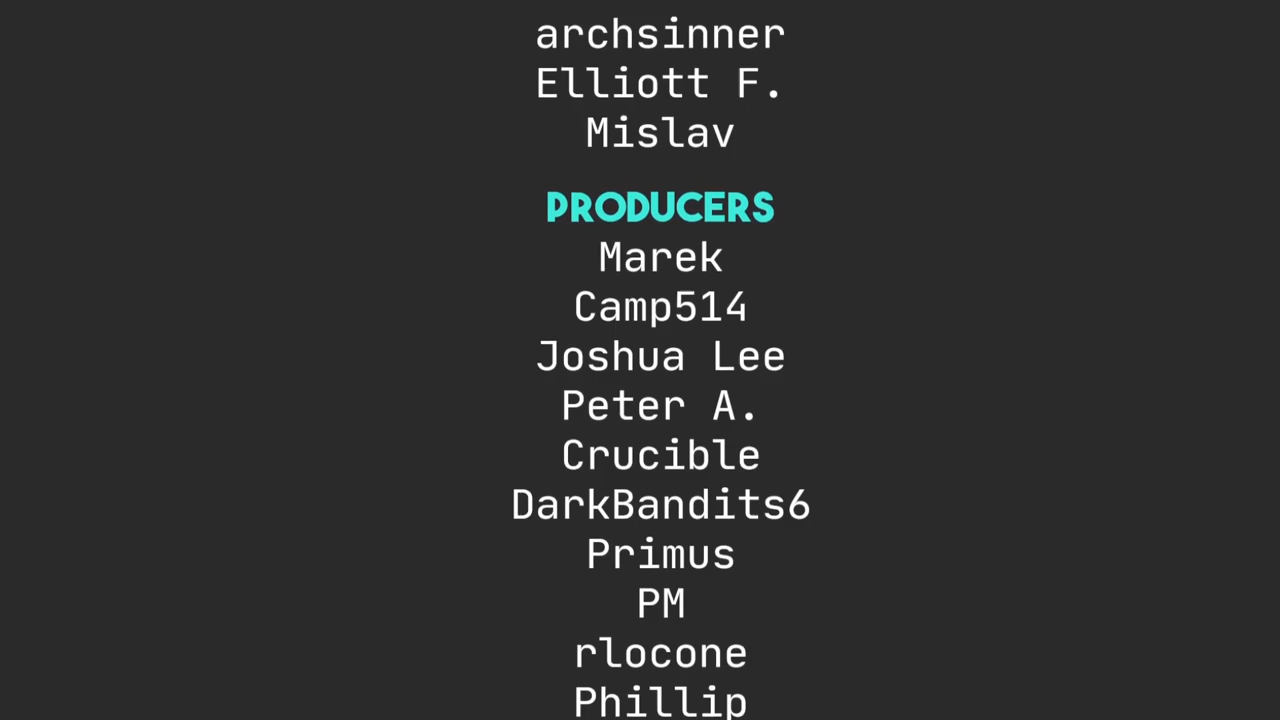 archsinner
Elliott F.
Mislav
PRODUCERS
Marek
Camp514
Joshua Lee
Peter A.
Crucible
DarkBandits6
Primus
PM
rlocone
Phillip